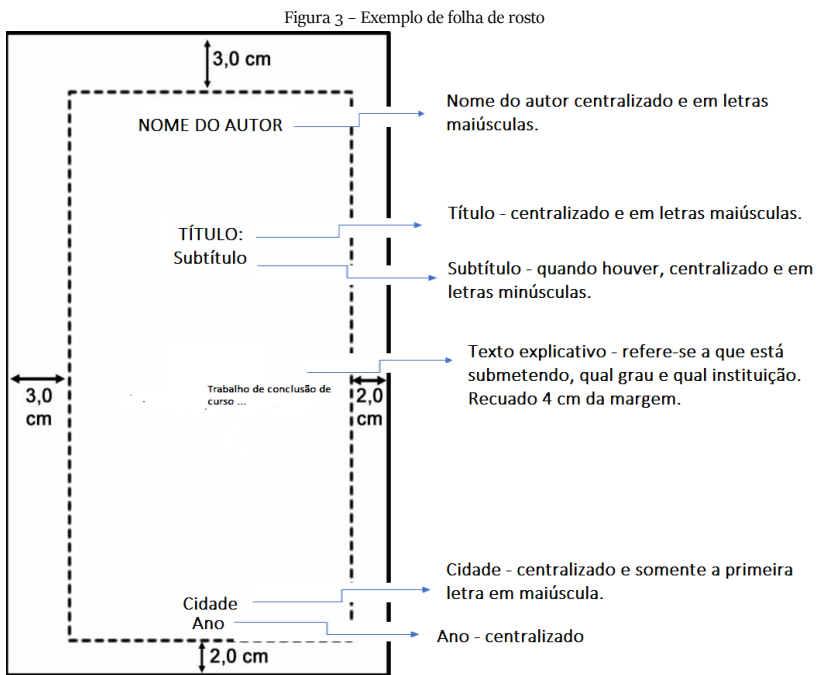 Figura 3 – Exemplo de folha de rosto
3,0 cm
NOME DO AUTOR
Nome do autor centralizado e em letras
maiúsculas.
TÍTULO:
Subtítulo
Título - centralizado e em letras maiúsculas.
Subtítulo - quando houver, centralizado e em
letras minúsculas.
Texto explicativo - refere-se a que está
submetendo, qual grau e qual instituição.
Recuado 4 cm da margem.
Trabalho de conclusão de
curso ...
3,0
cm
2,0
cm
Cidade
Ano
Cidade - centralizado e somente a primeira
letra em maiúscula.
Ano - centralizado
2,0 cm